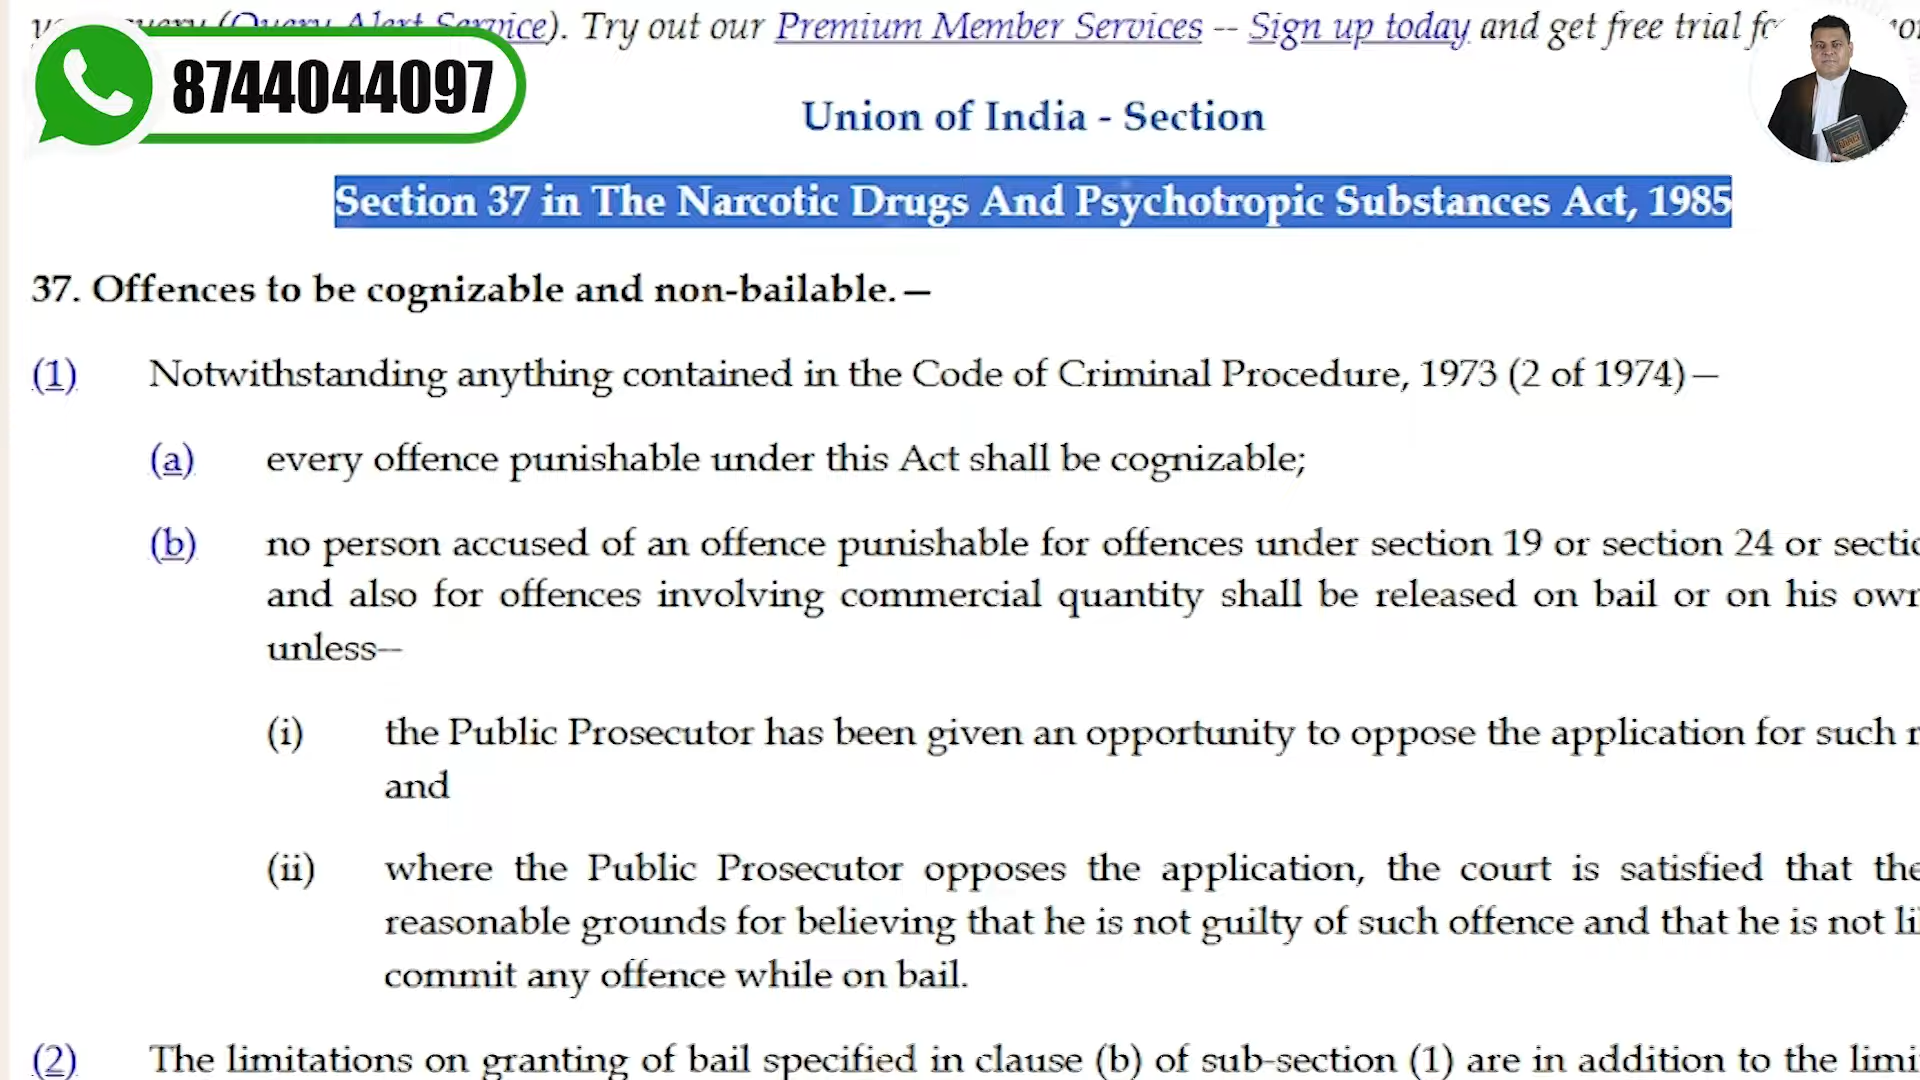 (Query Alert Service). Try out our Premium Member Services -- Sign up today and get free trial
8744044097
Union of India - Section
Section 37 in The Narcotic Drugs And Psychotropic Substances Act, 1985
37. Offences to be cognizable and non-bailable.—
(1) Notwithstanding anything contained in the Code of Criminal Procedure, 1973 (2 of 1974)—
(a) every offence punishable under this Act shall be cognizable;
(b) no person accused of an offence punishable for offences under section 19 or section 24 or
and also for offences involving commercial quantity shall be released on bail or on his own
unless--
(i) the Public Prosecutor has been given an opportunity to oppose the application for such
and
(ii) where the Public Prosecutor opposes the application, the court is satisfied that
reasonable grounds for believing that he is not guilty of such offence and that he is not
commit any offence while on bail.
(2) The limitations on granting of bail specified in clause (b) of sub-section (1) are in addition to the